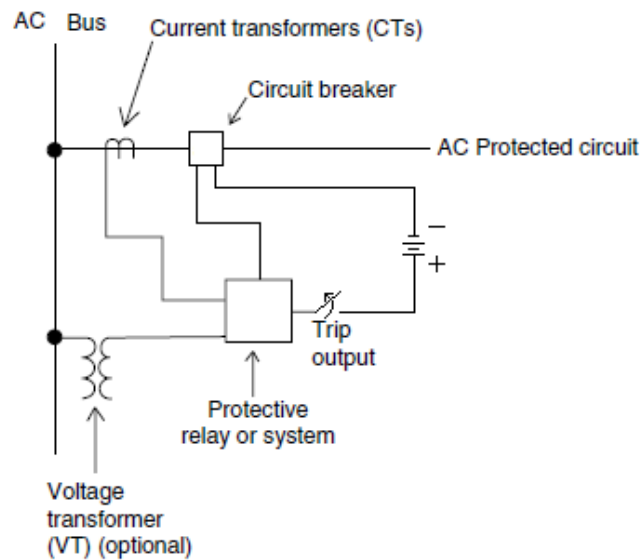 AC Bus
Current transformers (CTs)
Circuit breaker
AC Protected circuit
−
+
Trip
output
Protective
relay or system
Voltage
transformer
(VT) (optional)